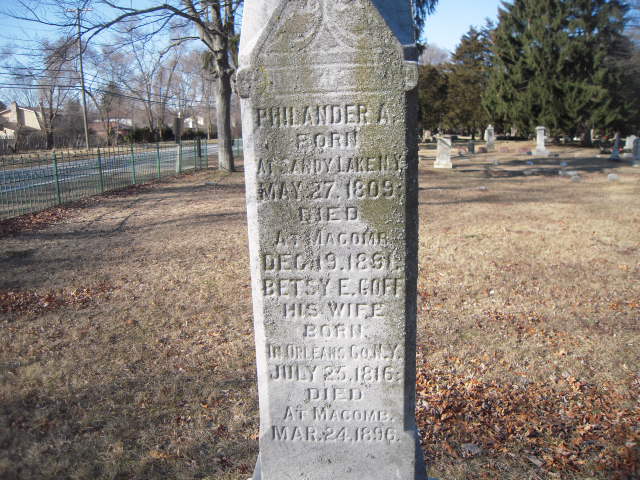 PHILANDER A.
BORN
AT SANDY LAKE N.Y.
MAY. 27. 1809.
DIED
AT MACOMB.
DEC. 19. 1891.
BETSY E. GOFF
HIS WIFE
BORN.
IN ORLEANS CO. N.Y.
JULY 25. 1816.
DIED
AT MACOMB.
MAR. 24. 1896.